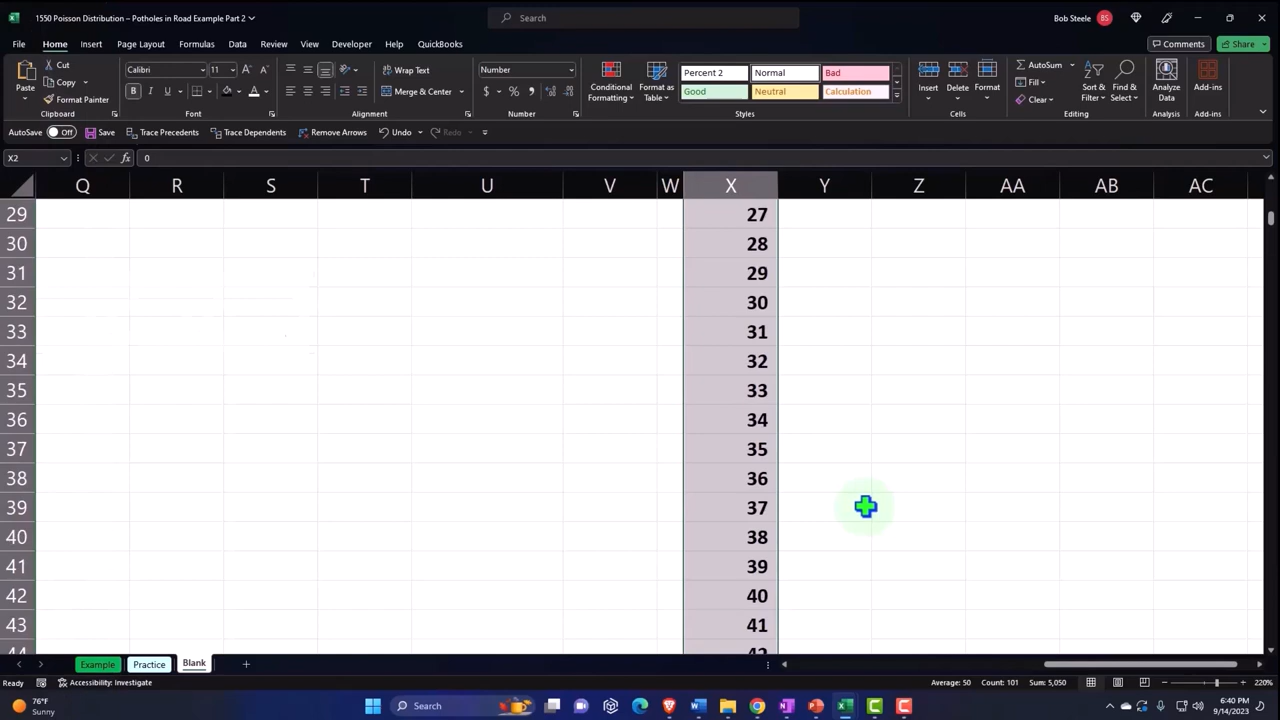 1550 Poisson Distribution – Potholes in Road Example Part 2
Search
Bob Steele
BS
File Home Insert Page Layout Formulas Data Review View Developer Help QuickBooks
Comments
Share
Paste
Cut
Copy
Format Painter
Clipboard
Calibri
11
B I U
Font
Wrap Text
Merge & Center
Alignment
Number
$ % ,
Number
Conditional Formatting
Format as Table
Percent 2
Normal
Bad
Good
Neutral
Calculation
Styles
Insert
Delete
Format
Cells
AutoSum
Fill
Clear
Sort & Filter
Find & Select
Editing
Analyze Data
Analysis
Add-ins
Add-ins
AutoSave Off Save Trace Precedents Trace Dependents Remove Arrows Undo Redo
X2
fx
0
Q R S T U V W X Y Z AA AB AC
29 27
30 28
31 29
32 30
33 31
34 32
35 33
36 34
37 35
38 36
39 37
40 38
41 39
42 40
43 41
44 42
Example Practice Blank
Ready Accessibility: Investigate Average: 50 Count: 101 Sum: 5,050 220%
76°F
Sunny
Search
6:40 PM
9/14/2023